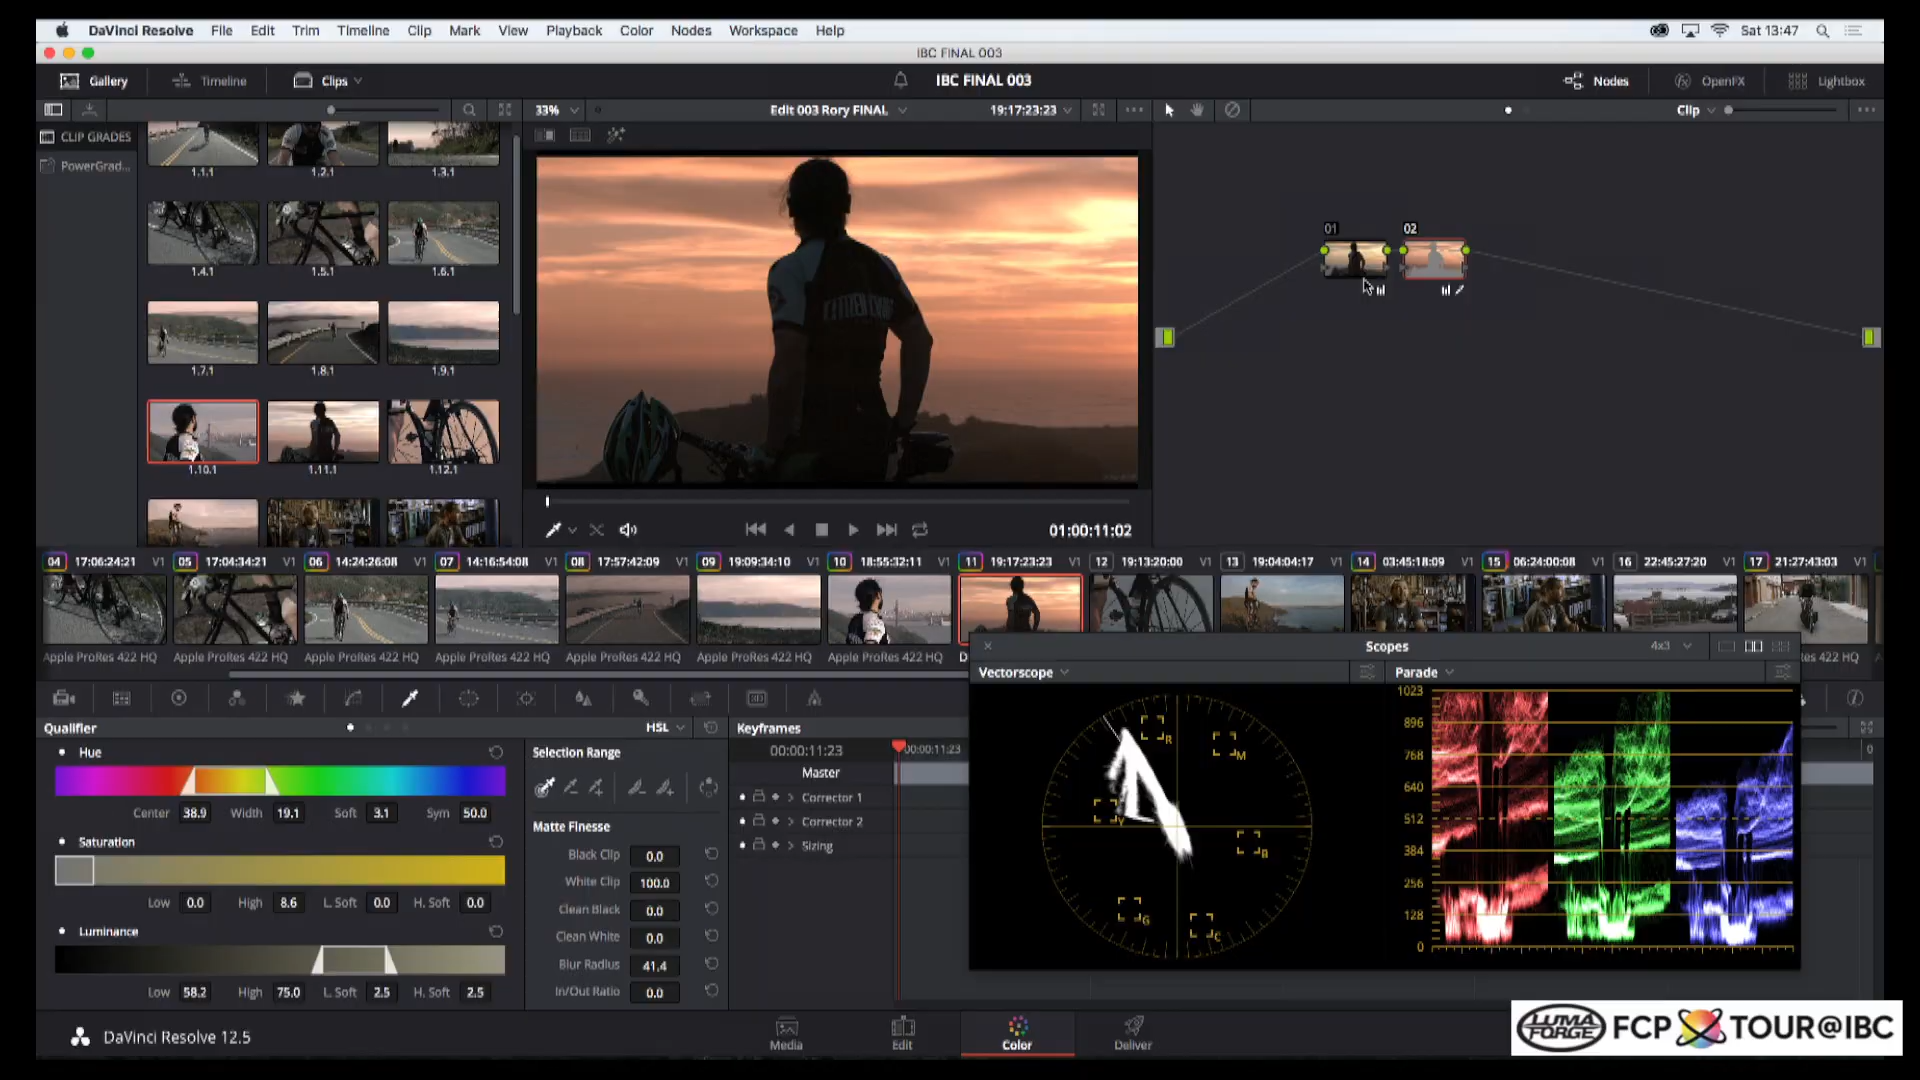 DaVinci Resolve File Edit Trim Timeline Clip Mark View Playback Color Nodes Workspace Help Sat 13:47
IBC FINAL 003
Gallery Timeline Clips IBC FINAL 003 Nodes OpenFX Lightbox
33% Edit 003 Rory FINAL 19:17:23:23 Clip
CLIP GRADES
PowerGrad...
1.1.1 1.2.1 1.3.1
1.4.1 1.5.1 1.6.1
1.7.1 1.8.1 1.9.1
1.10.1 1.11.1 1.12.1
01 02
01:00:11:02
04 17:06:24:21 V1 05 17:04:34:21 V1 06 14:24:26:08 V1 07 14:16:54:08 V1 08 17:57:42:09 V1 09 19:09:34:10 V1 10 18:55:32:11 V1 11 19:17:23:23 V1 12 19:13:20:00 V1 13 19:04:04:17 V1 14 03:45:18:09 V1 15 06:24:00:08 V1 16 22:45:27:20 V1 17 21:27:43:03 V1
Apple ProRes 422 HQ Apple ProRes 422 HQ Apple ProRes 422 HQ Apple ProRes 422 HQ Apple ProRes 422 HQ Apple ProRes 422 HQ Apple ProRes 422 HQ D es 422 HQ
Scopes 4x3
Vectorscope Parade
R M Y B G C
1023
896
768
640
512
384
256
128
0
Qualifier HSL
Hue
Center 38.9 Width 19.1 Soft 3.1 Sym 50.0
Saturation
Low 0.0 High 8.6 L. Soft 0.0 H. Soft 0.0
Luminance
Low 58.2 High 75.0 L. Soft 2.5 H. Soft 2.5
Selection Range
Matte Finesse
Black Clip 0.0
White Clip 100.0
Clean Black 0.0
Clean White 0.0
Blur Radius 41.4
In/Out Ratio 0.0
Keyframes
00:00:11:23 00:00:11:23 0
Master
Corrector 1
Corrector 2
Sizing
DaVinci Resolve 12.5 Media Edit Color Deliver
LUMA FORGE FCP TOUR@IBC